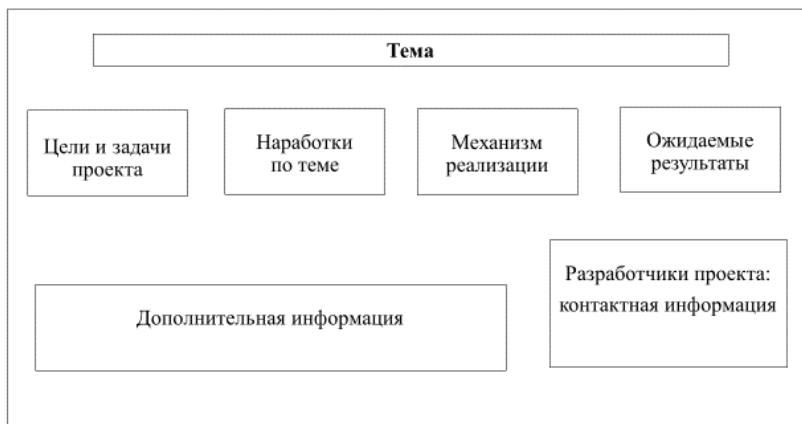 Тема
Цели и задачи
проекта
Наработки
по теме
Механизм
реализации
Ожидаемые
результаты
Дополнительная информация
Разработчики проекта:
контактная информация